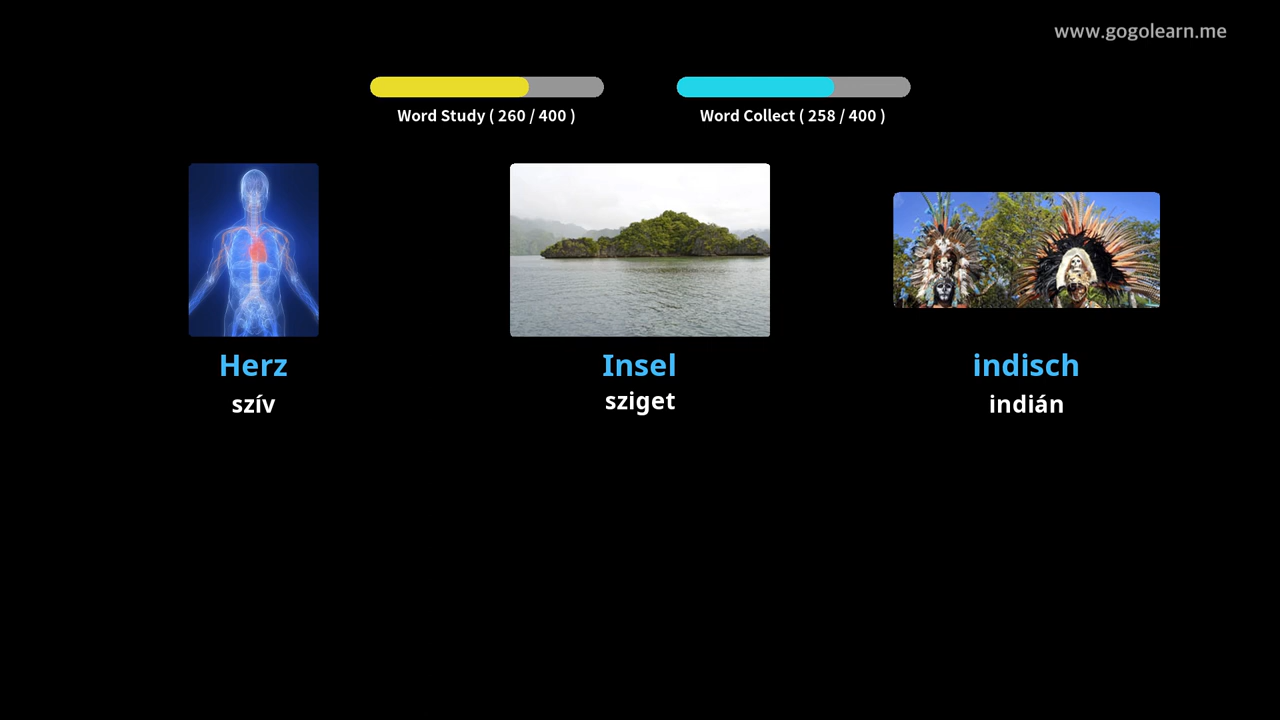 www.gogolearn.me
Word Study ( 260 / 400 )
Word Collect ( 258 / 400 )
Herz
szív
Insel
sziget
indisch
indián